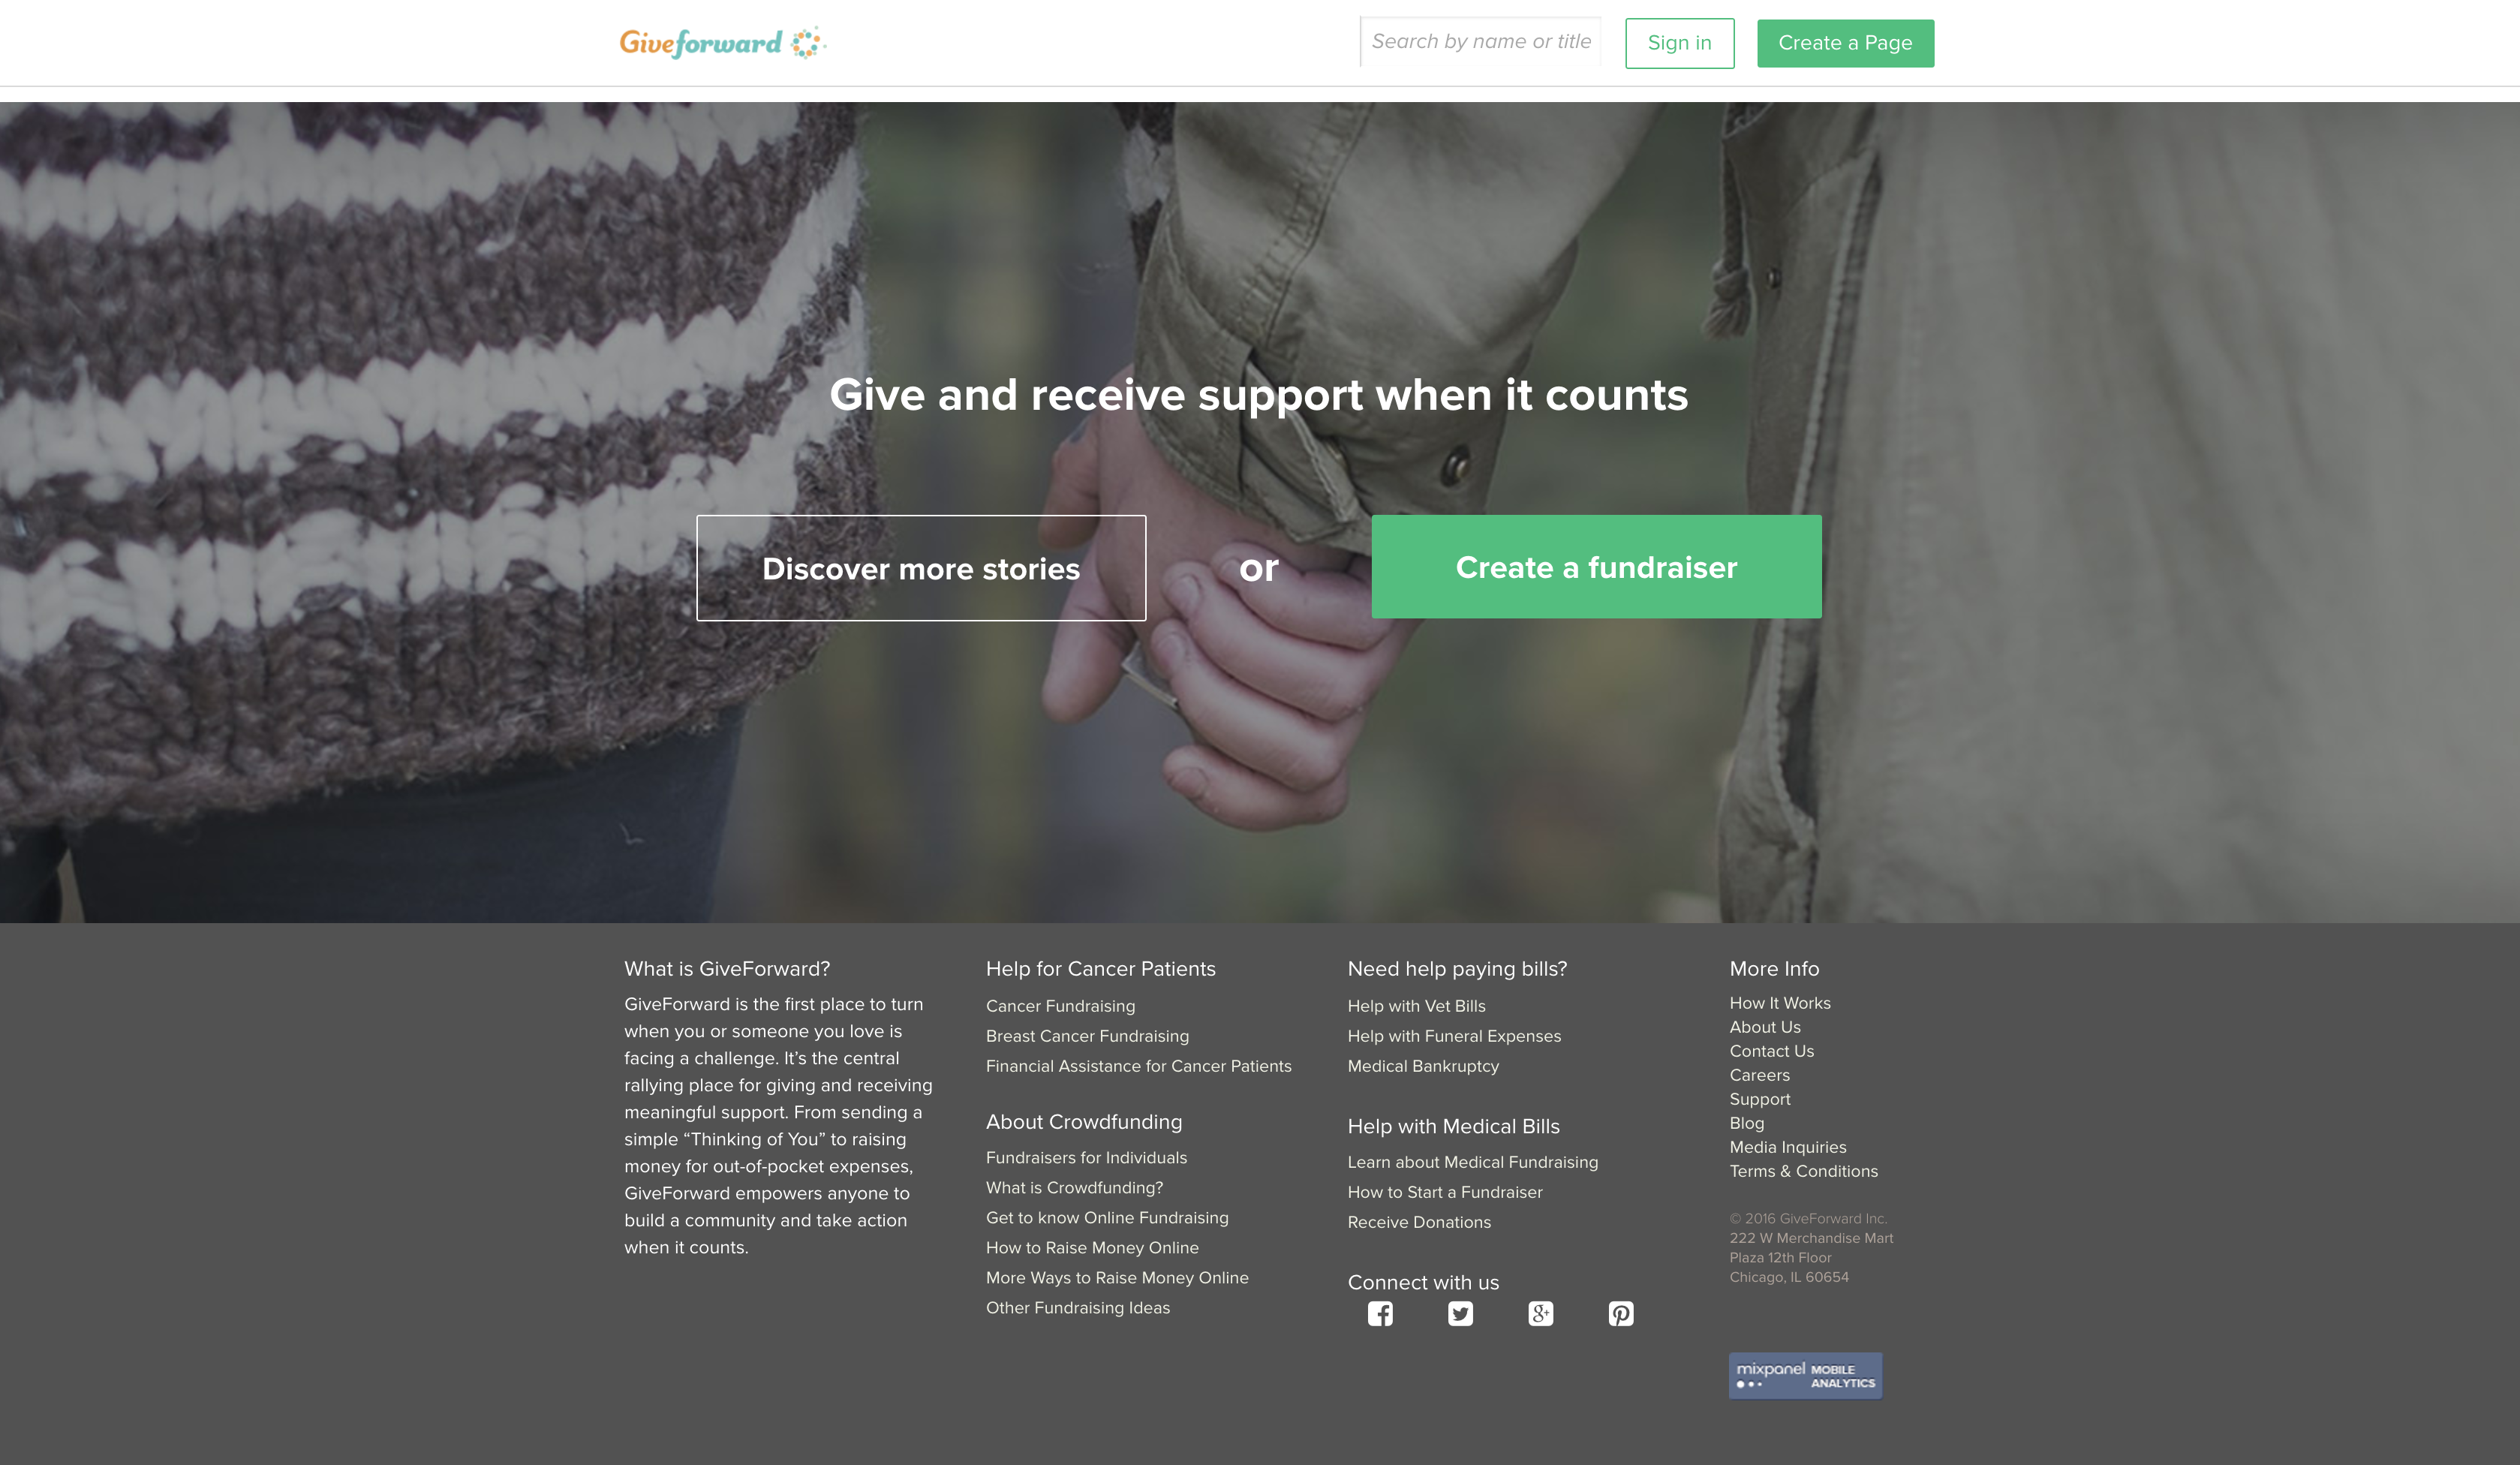 Giveforward
Search by name or title
Sign in
Create a Page
Give and receive support when it counts
Discover more stories
or
Create a fundraiser
What is GiveForward?
GiveForward is the first place to turn
when you or someone you love is
facing a challenge. It’s the central
rallying place for giving and receiving
meaningful support. From sending a
simple “Thinking of You” to raising
money for out-of-pocket expenses,
GiveForward empowers anyone to
build a community and take action
when it counts.
Help for Cancer Patients
Cancer Fundraising
Breast Cancer Fundraising
Financial Assistance for Cancer Patients
About Crowdfunding
Fundraisers for Individuals
What is Crowdfunding?
Get to know Online Fundraising
How to Raise Money Online
More Ways to Raise Money Online
Other Fundraising Ideas
Need help paying bills?
Help with Vet Bills
Help with Funeral Expenses
Medical Bankruptcy
Help with Medical Bills
Learn about Medical Fundraising
How to Start a Fundraiser
Receive Donations
Connect with us
More Info
How It Works
About Us
Contact Us
Careers
Support
Blog
Media Inquiries
Terms & Conditions
© 2016 GiveForward Inc.
222 W Merchandise Mart
Plaza 12th Floor
Chicago, IL 60654
mixpanel MOBILE
ANALYTICS